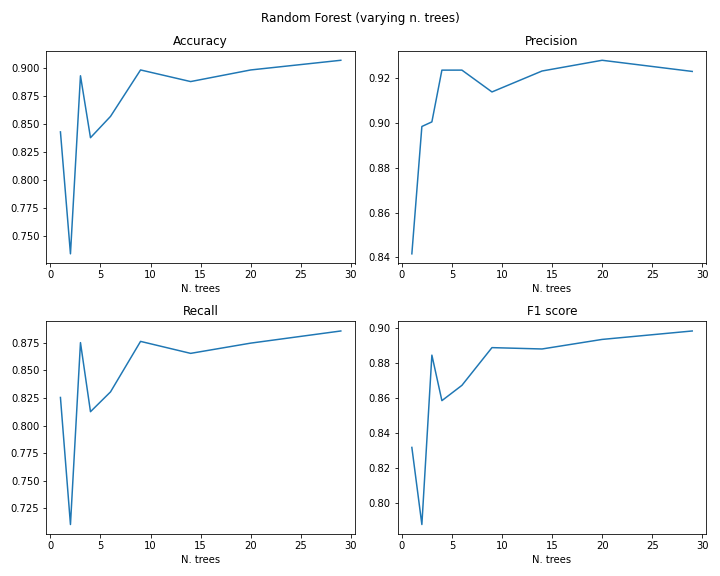 Random Forest (varying n. trees)
Accuracy
0.900
0.875
0.850
0.825
0.800
0.775
0.750
0 5 10 15 20 25 30
N. trees
Precision
0.92
0.90
0.88
0.86
0.84
0 5 10 15 20 25 30
N. trees
Recall
0.875
0.850
0.825
0.800
0.775
0.750
0.725
0 5 10 15 20 25 30
N. trees
F1 score
0.90
0.88
0.86
0.84
0.82
0.80
0 5 10 15 20 25 30
N. trees